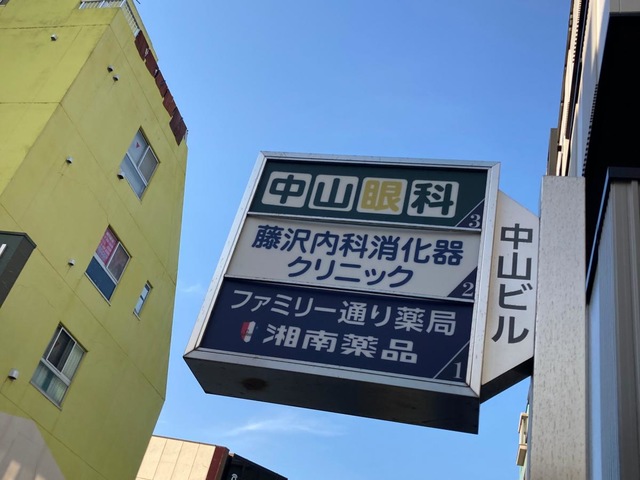 中山眼科
3
藤沢内科消化器
クリニック
2
ファミリー通り薬局
湘南薬品
1
中山ビル